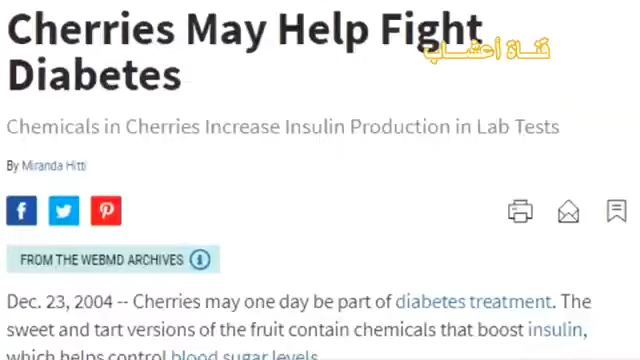 Cherries May Help Fight
قناة أعشاب
Diabetes
Chemicals in Cherries Increase Insulin Production in Lab Tests
By Miranda Hitti
FROM THE WEBMD ARCHIVES
Dec. 23, 2004 -- Cherries may one day be part of diabetes treatment. The
sweet and tart versions of the fruit contain chemicals that boost insulin,
which helps control blood sugar levels.